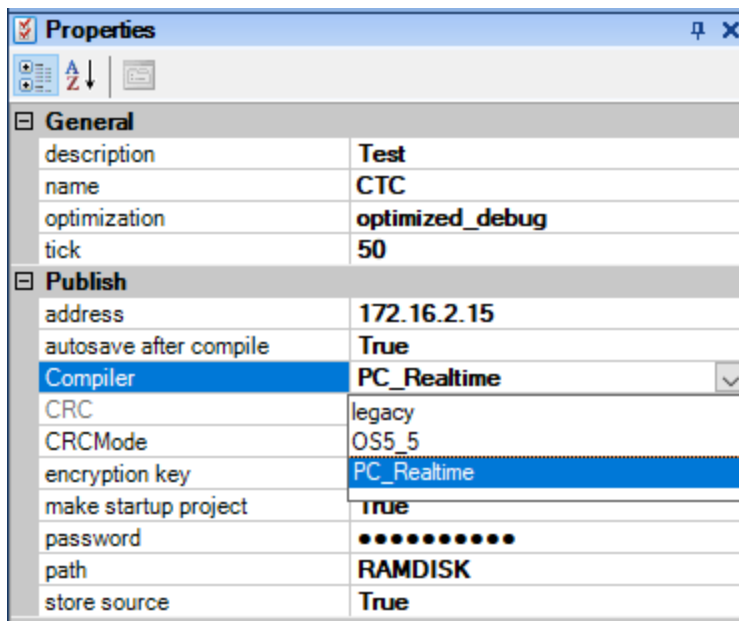 Properties
General
description Test
name CTC
optimization optimized_debug
tick 50
Publish
address 172.16.2.15
autosave after compile True
Compiler PC_Realtime
CRC legacy
CRCMode OS5_5
encryption key PC_Realtime
make startup project True
password ●●●●●●●●●●
path RAMDISK
store source True